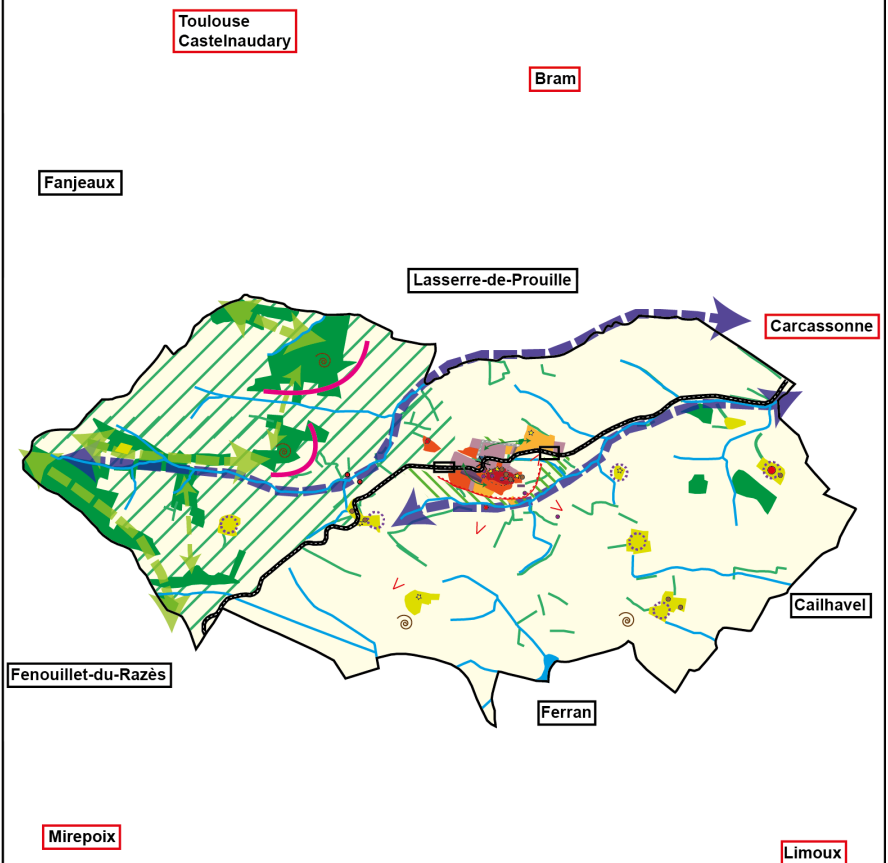 Toulouse
Castelnaudary
Bram
Fanjeaux
Lasserre-de-Prouille
Carcassonne
Cailhavel
Fenouillet-du-Razès
Ferran
Mirepoix
Limoux